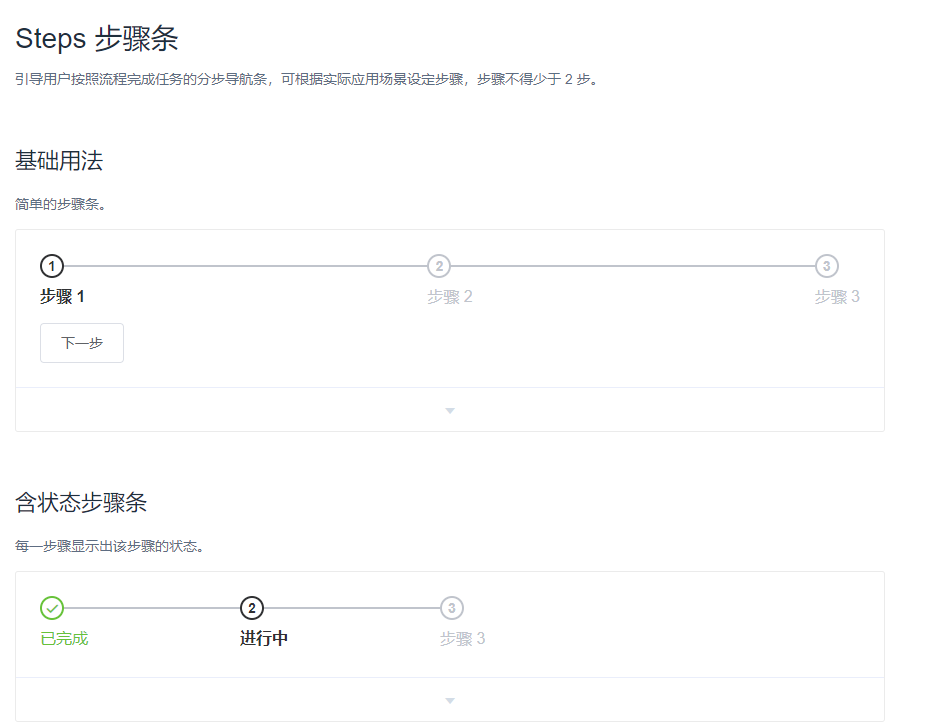 Steps 步骤条
引导用户按照流程完成任务的分步导航条，可根据实际应用场景设定步骤，步骤不得少于 2 步。
基础用法
简单的步骤条。
1 2 3
步骤 1 步骤 2 步骤 3
下一步
含状态步骤条
每一步骤显示出该步骤的状态。
2 3
已完成 进行中 步骤 3